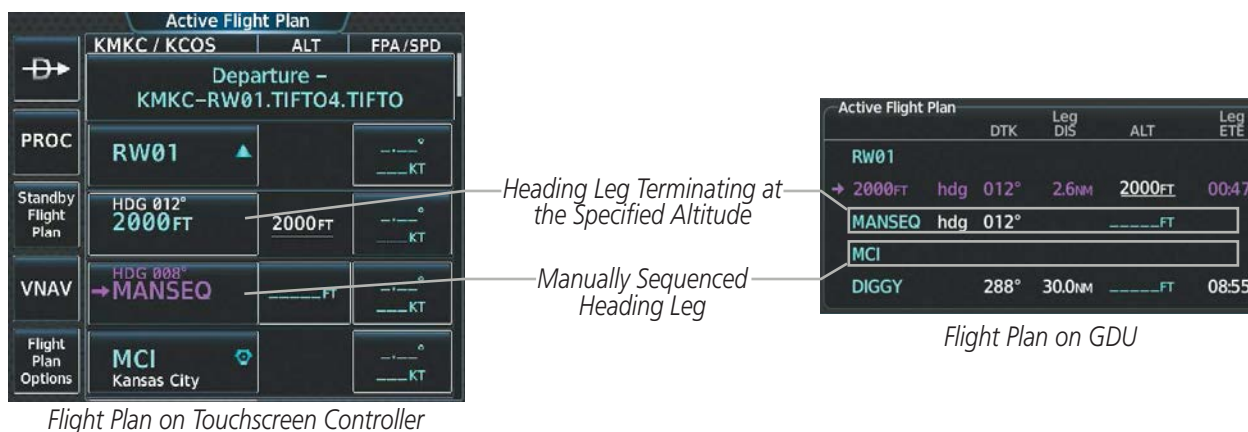 Active Flight Plan
KMKC / KCOS ALT FPA/SPD
Departure –
KMKC–RW01.TIFTO4.TIFTO
PROC
RW01
_._ _°
___KT
Standby
Flight
Plan
HDG 012°
2000FT
2000FT
_._ _°
___KT
VNAV
HDG 008°
→MANSEQ
_____FT
_._ _°
___KT
Flight
Plan
Options
MCI
Kansas City
_._ _°
___KT
Flight Plan on Touchscreen Controller
Heading Leg Terminating at
the Specified Altitude
Manually Sequenced
Heading Leg
Active Flight Plan
DTK Leg DIS ALT Leg ETE
RW01
→ 2000FT hdg 012° 2.6NM 2000FT 00:47
MANSEQ hdg 012° _____FT
MCI
DIGGY 288° 30.0NM _____FT 08:55
Flight Plan on GDU